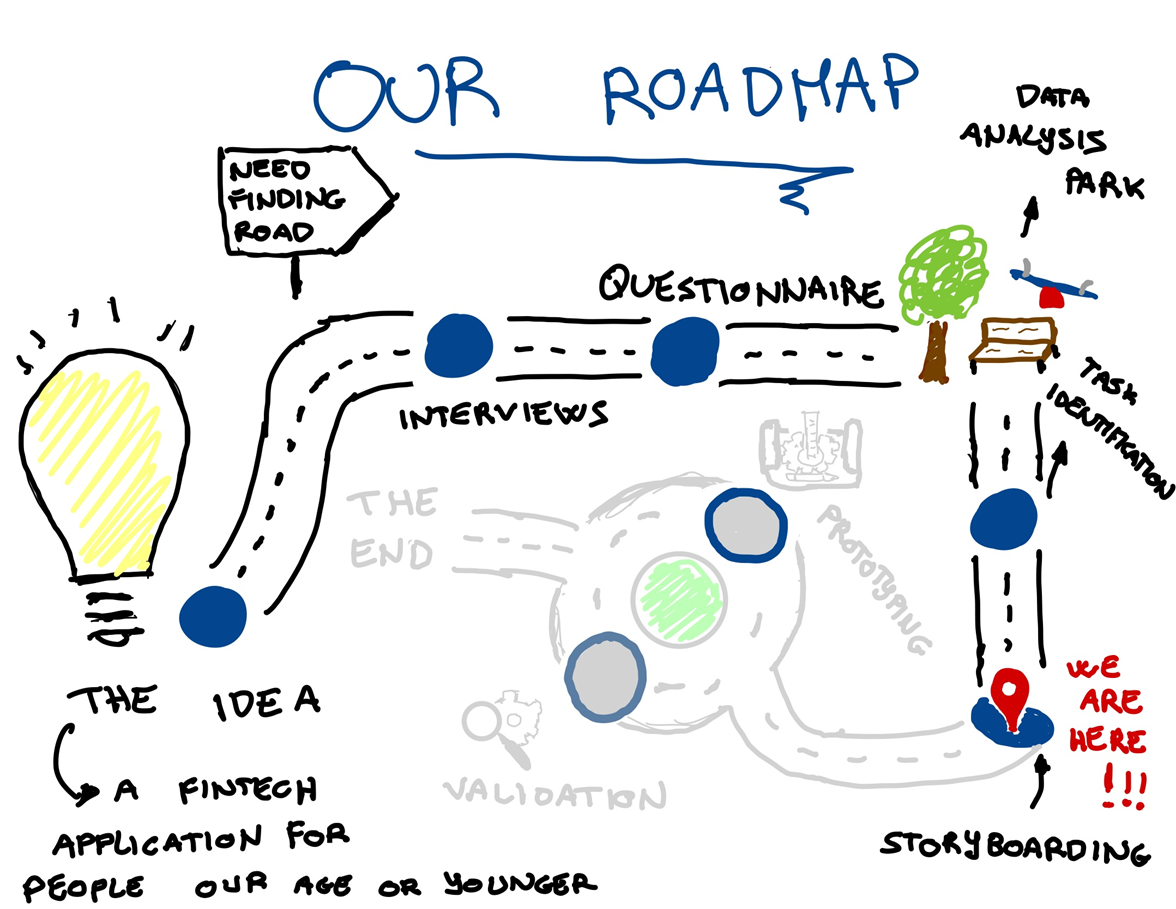 OUR ROADMAP
NEED
FINDING
ROAD
DATA
ANALYSIS
PARK
QUESTIONNAIRE
INTERVIEWS
TASK
IDENTIFICATION
THE
END
PROTOTYPING
VALIDATION
WE
ARE
HERE
!!!
STORYBOARDING
THE IDEA
A FINTECH
APPLICATION FOR
PEOPLE OUR AGE OR YOUNGER